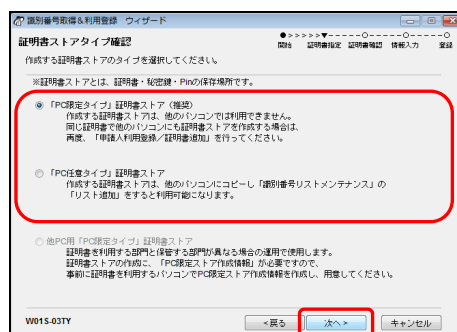 識別番号取得&利用登録 ウィザード
証明書ストアタイプ確認
●>>>>>▼-----○-----○-----○
開始 証明書指定 証明書確認 情報入力 登録
作成する証明書ストアのタイプを選択してください。
※証明書ストアとは、証明書・秘密鍵・Pinの保存場所です。
「PC限定タイプ」証明書ストア（推奨）
作成する証明書ストアは、他のパソコンでは利用できません。
同じ証明書で他のパソコンにも証明書ストアを作成する場合は、
再度、「申請人利用登録／証明書追加」を行ってください。
「PC任意タイプ」証明書ストア
作成する証明書ストアは、他のパソコンにコピーし「識別番号リストメンテナンス」の
「リスト追加」をすると利用可能になります。
他PC用「PC限定タイプ」証明書ストア
証明書を利用する部門と保管する部門が異なる場合の運用で使用します。
証明書ストアの作成に、「PC限定ストア作成情報」が必要ですので、
事前に証明書を利用するパソコンでPC限定ストア作成情報を作成し、用意してください。
W01S-03TY
<戻る 次へ> キャンセル